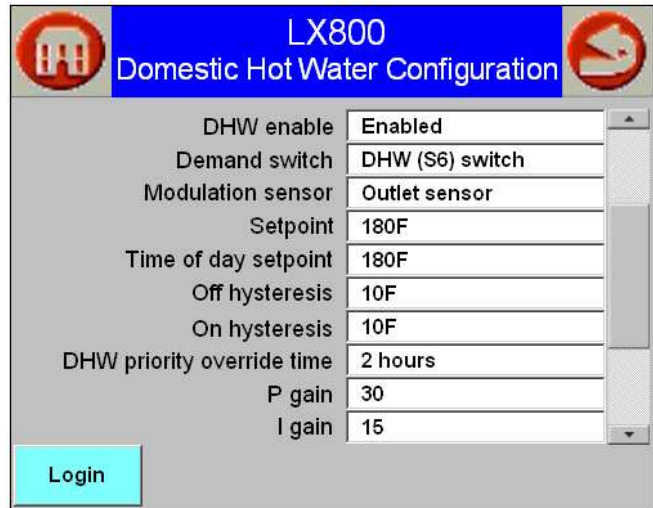 LX800
Domestic Hot Water Configuration
DHW enable Enabled
Demand switch DHW (S6) switch
Modulation sensor Outlet sensor
Setpoint 180F
Time of day setpoint 180F
Off hysteresis 10F
On hysteresis 10F
DHW priority override time 2 hours
P gain 30
I gain 15
Login